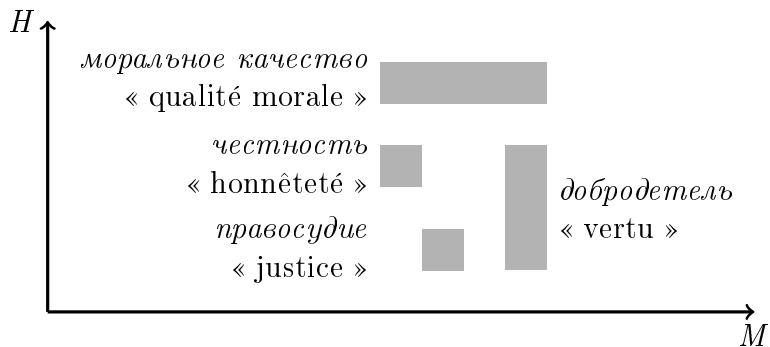 H
моральное качество
« qualité morale »
честность
« honnêteté »
добродетель
« vertu »
правосудие
« justice »
M